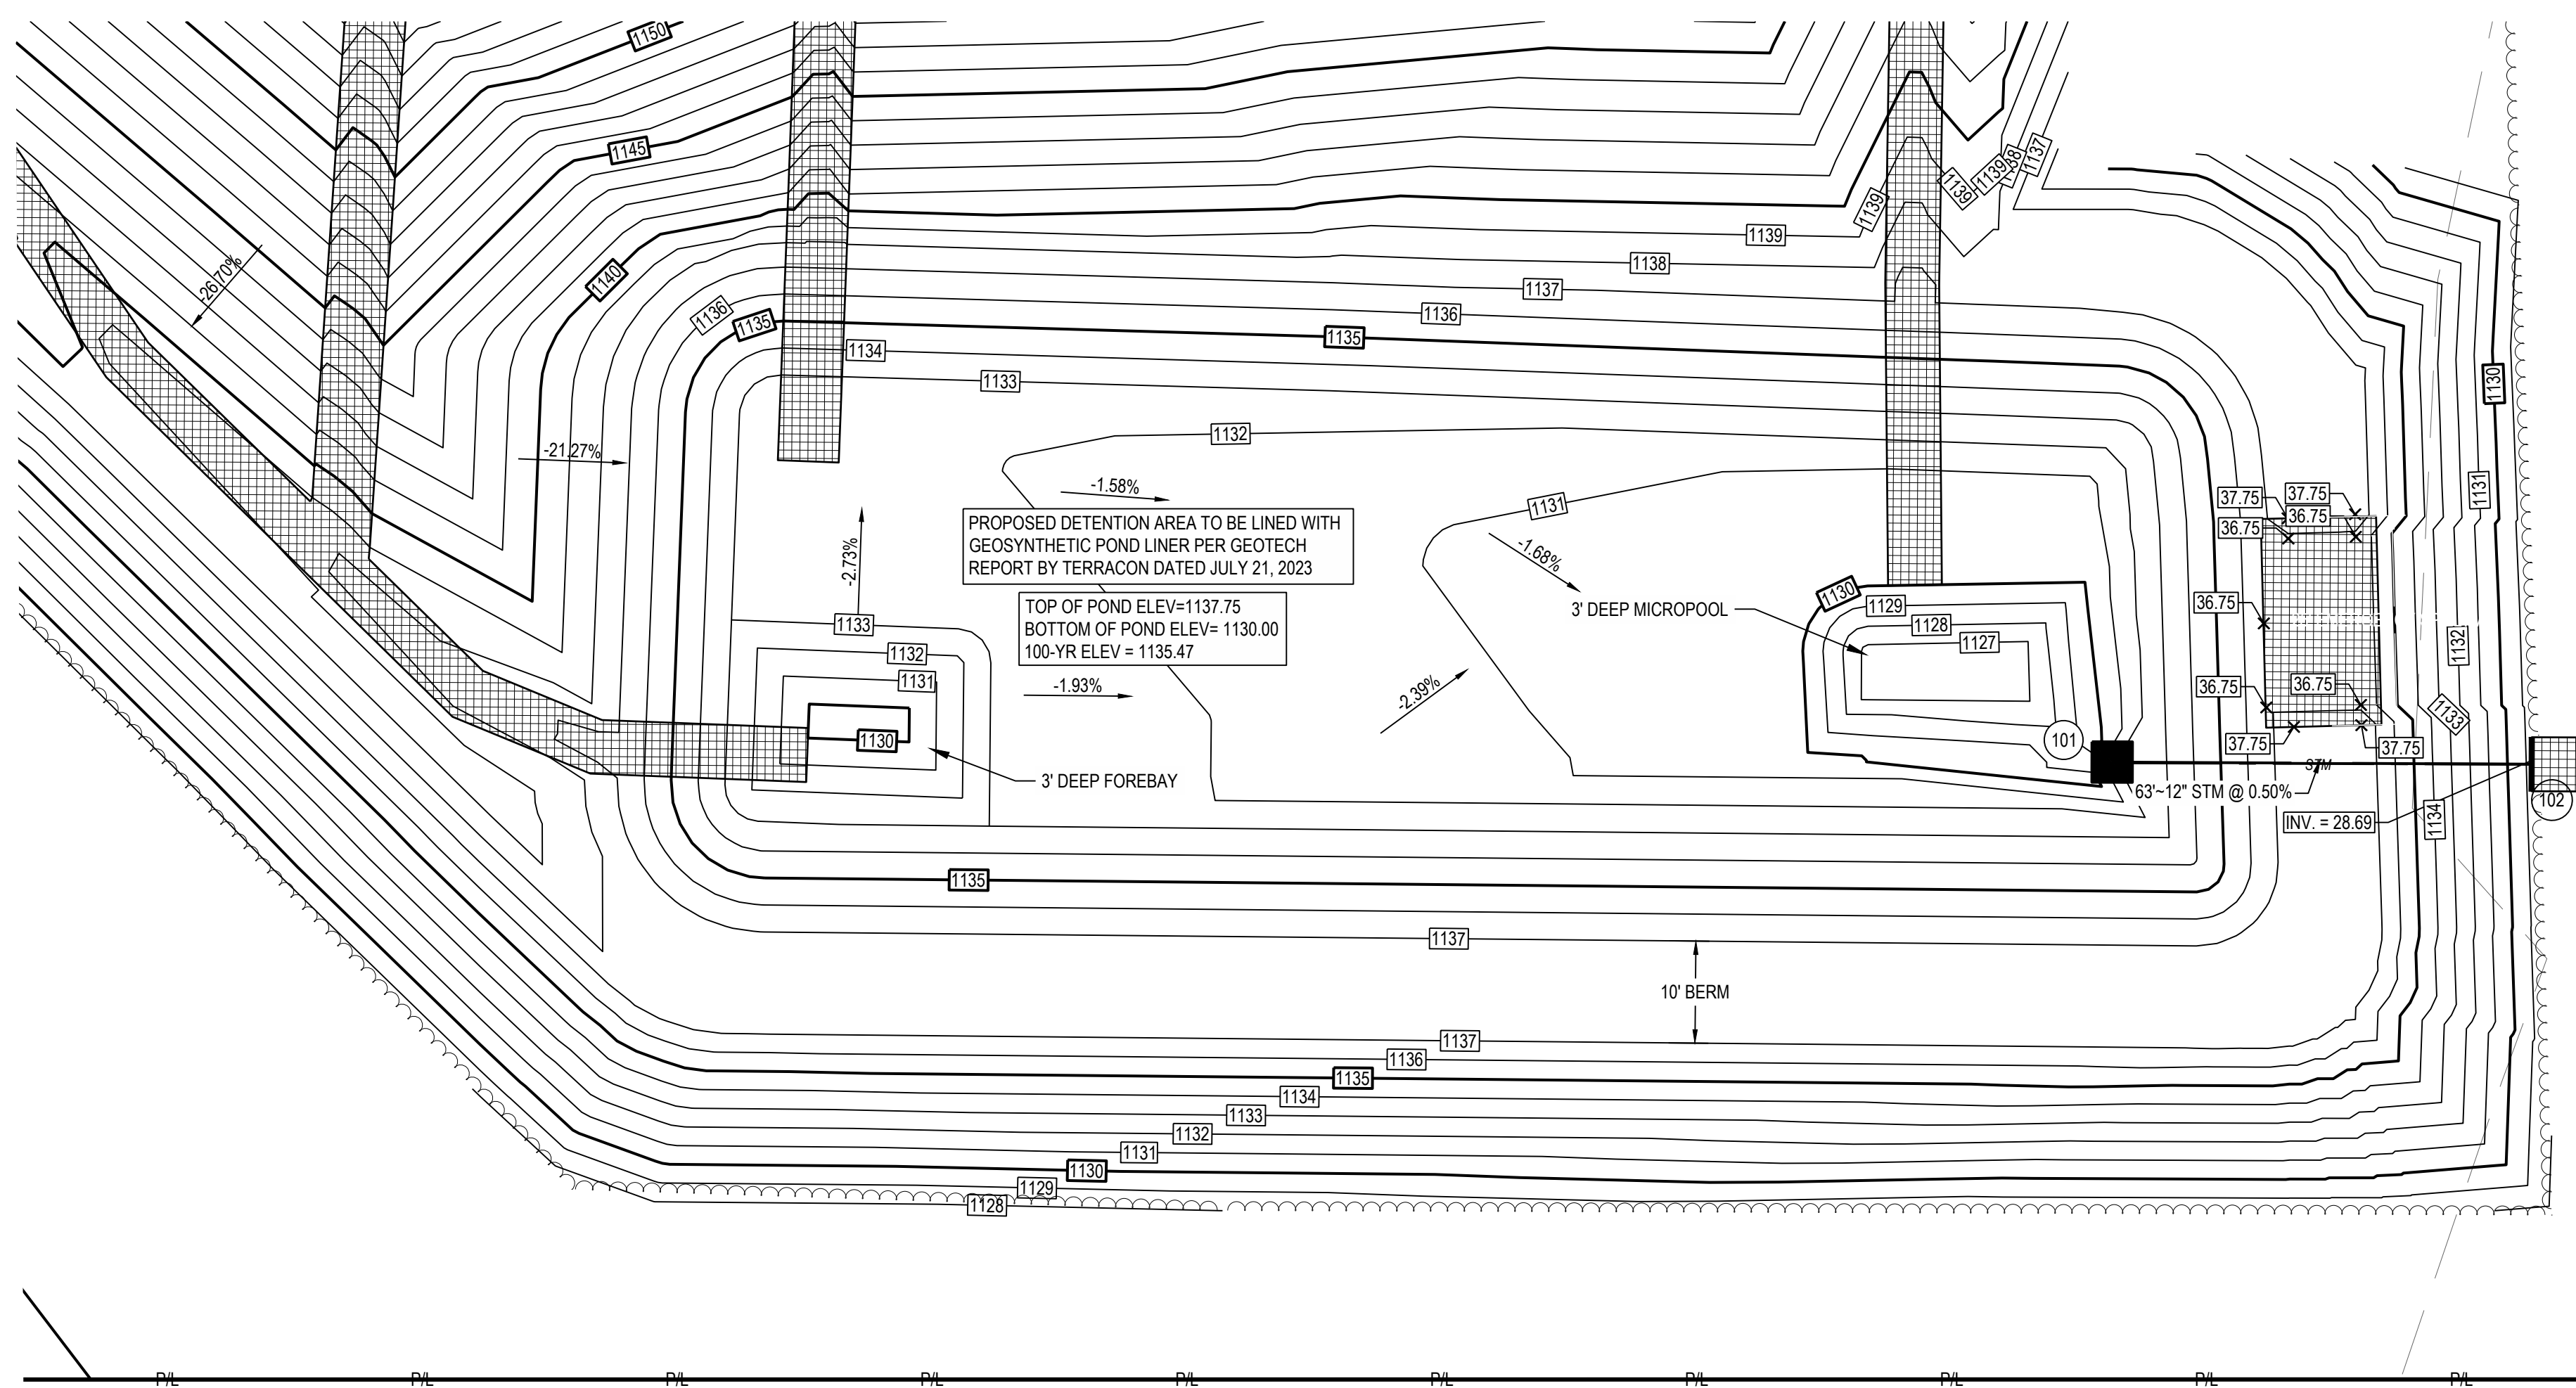 1150
1145
1140
1136
1135
1134
1133
1139
1139
1139
1137
1139
1138
1137
1136
1135
1132
1131
-26.70%
-21.27%
-2.73%
-1.58%
-1.68%
-1.93%
-2.39%
PROPOSED DETENTION AREA TO BE LINED WITH
GEOSYNTHETIC POND LINER PER GEOTECH
REPORT BY TERRACON DATED JULY 21, 2023
TOP OF POND ELEV=1137.75
BOTTOM OF POND ELEV= 1130.00
100-YR ELEV = 1135.47
1133
1132
1131
1130
3' DEEP FOREBAY
3' DEEP MICROPOOL
1130
1129
1128
1127
101
37.75
37.75
36.75
36.75
36.75
36.75
36.75
37.75
37.75
STM
63'~12" STM @ 0.50%
INV. = 28.69
102
1130
1131
1132
1133
1134
1135
1137
10' BERM
1137
1136
1135
1134
1133
1132
1131
1130
1129
1128
P/L
P/L
P/L
P/L
P/L
P/L
P/L
P/L
P/L
P/L